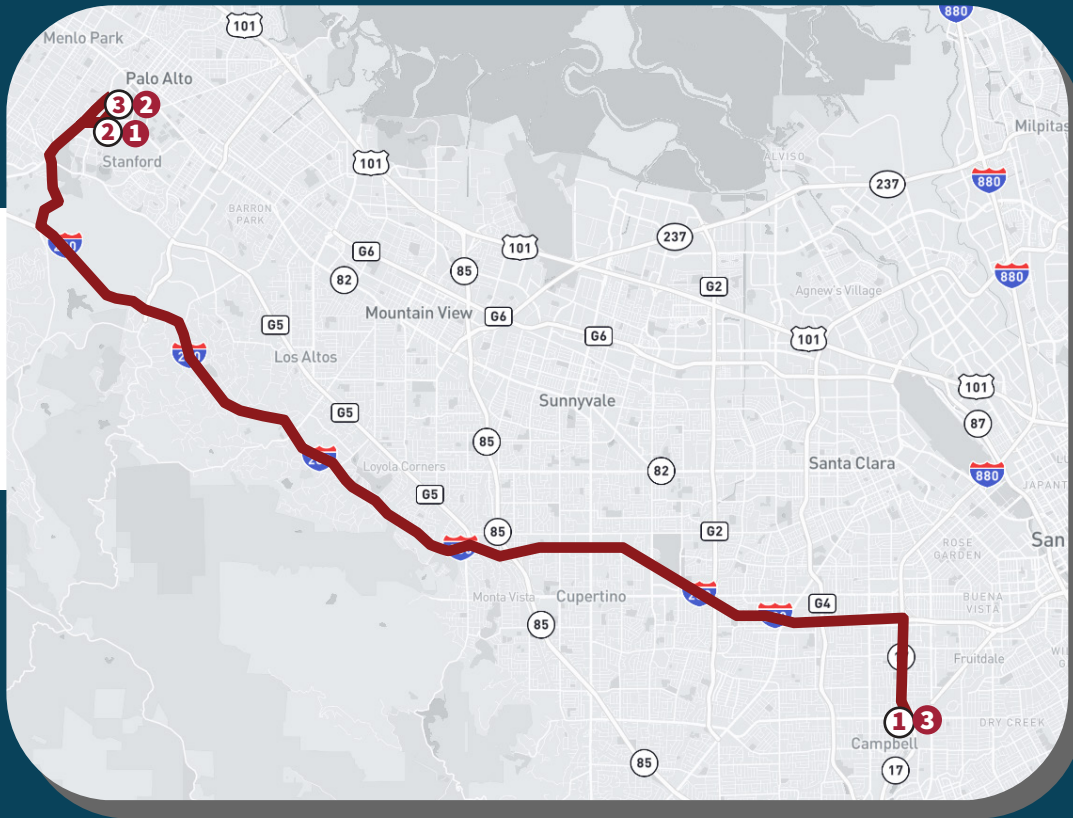 880
101
Menlo Park
Palo Alto
3 2
2 1
Stanford
101
Milpitas
ALVISO
237
880
BARRON
PARK
237
G6
101
85
82
880
G2
Agnew's Village
Mountain View
G6
G5
G6
101
Los Altos
101
Sunnyvale
G5
87
85
Loyola Corners
82
Santa Clara
880
JAPANT
G5
85
G2
ROSE
GARDEN
San
Monta Vista
Cupertino
G4
BUENA
VISTA
85
Fruitdale
1 3
DRY CREEK
Campbell
85
17